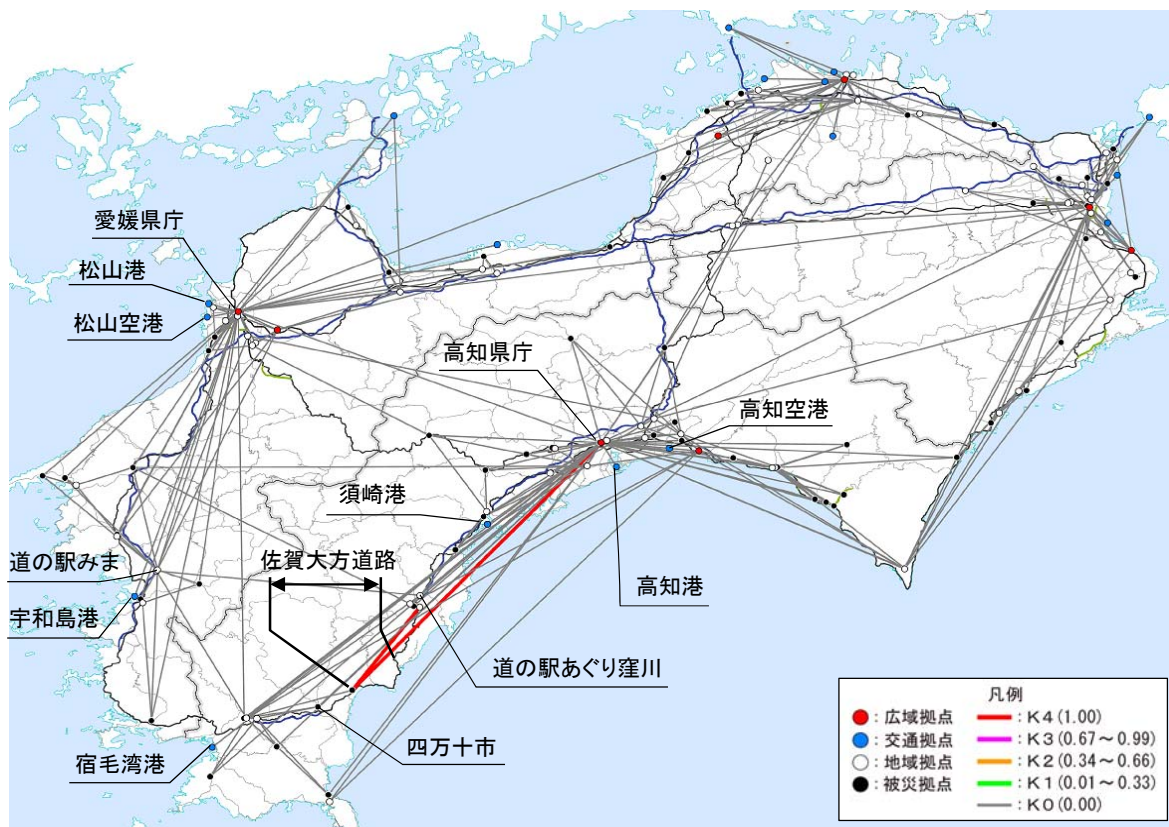 愛媛県庁
松山港
松山空港
高知県庁
高知空港
須崎港
佐賀大方道路
道の駅みま
宇和島港
高知港
道の駅あぐり窪川
四万十市
宿毛湾港
凡例
：広域拠点
：K4(1.00)
：交通拠点
：K3(0.67～0.99)
：地域拠点
：K2(0.34～0.66)
：被災拠点
：K1(0.01～0.33)
：K0(0.00)